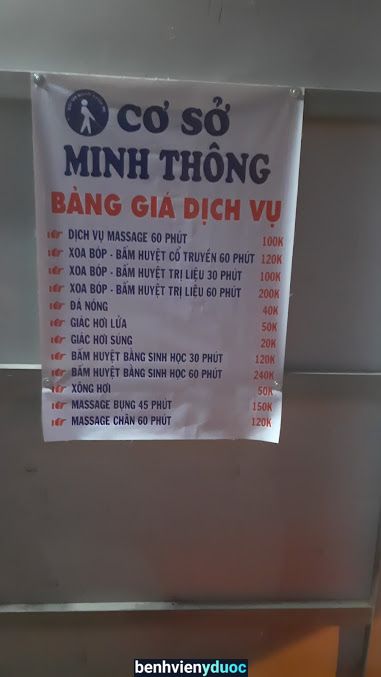 CƠ SỞ
MINH THÔNG
BẢNG GIÁ DỊCH VỤ
DỊCH VỤ MASSAGE 60 PHÚT 100K
XOA BÓP - BẤM HUYỆT CỔ TRUYỀN 60 PHÚT 120K
XOA BÓP - BẤM HUYỆT TRỊ LIỆU 30 PHÚT 100K
XOA BÓP - BẤM HUYỆT TRỊ LIỆU 60 PHÚT 200K
ĐÁ NÓNG 40K
GIÁC HƠI LỬA 50K
GIÁC HƠI SÚNG 20K
BẤM HUYỆT BẰNG SINH HỌC 30 PHÚT 120K
BẤM HUYỆT BẰNG SINH HỌC 60 PHÚT 240K
XÔNG HƠI 50K
MASSAGE BỤNG 45 PHÚT 150K
MASSAGE CHÂN 60 PHÚT 120K
benhvienyduoc